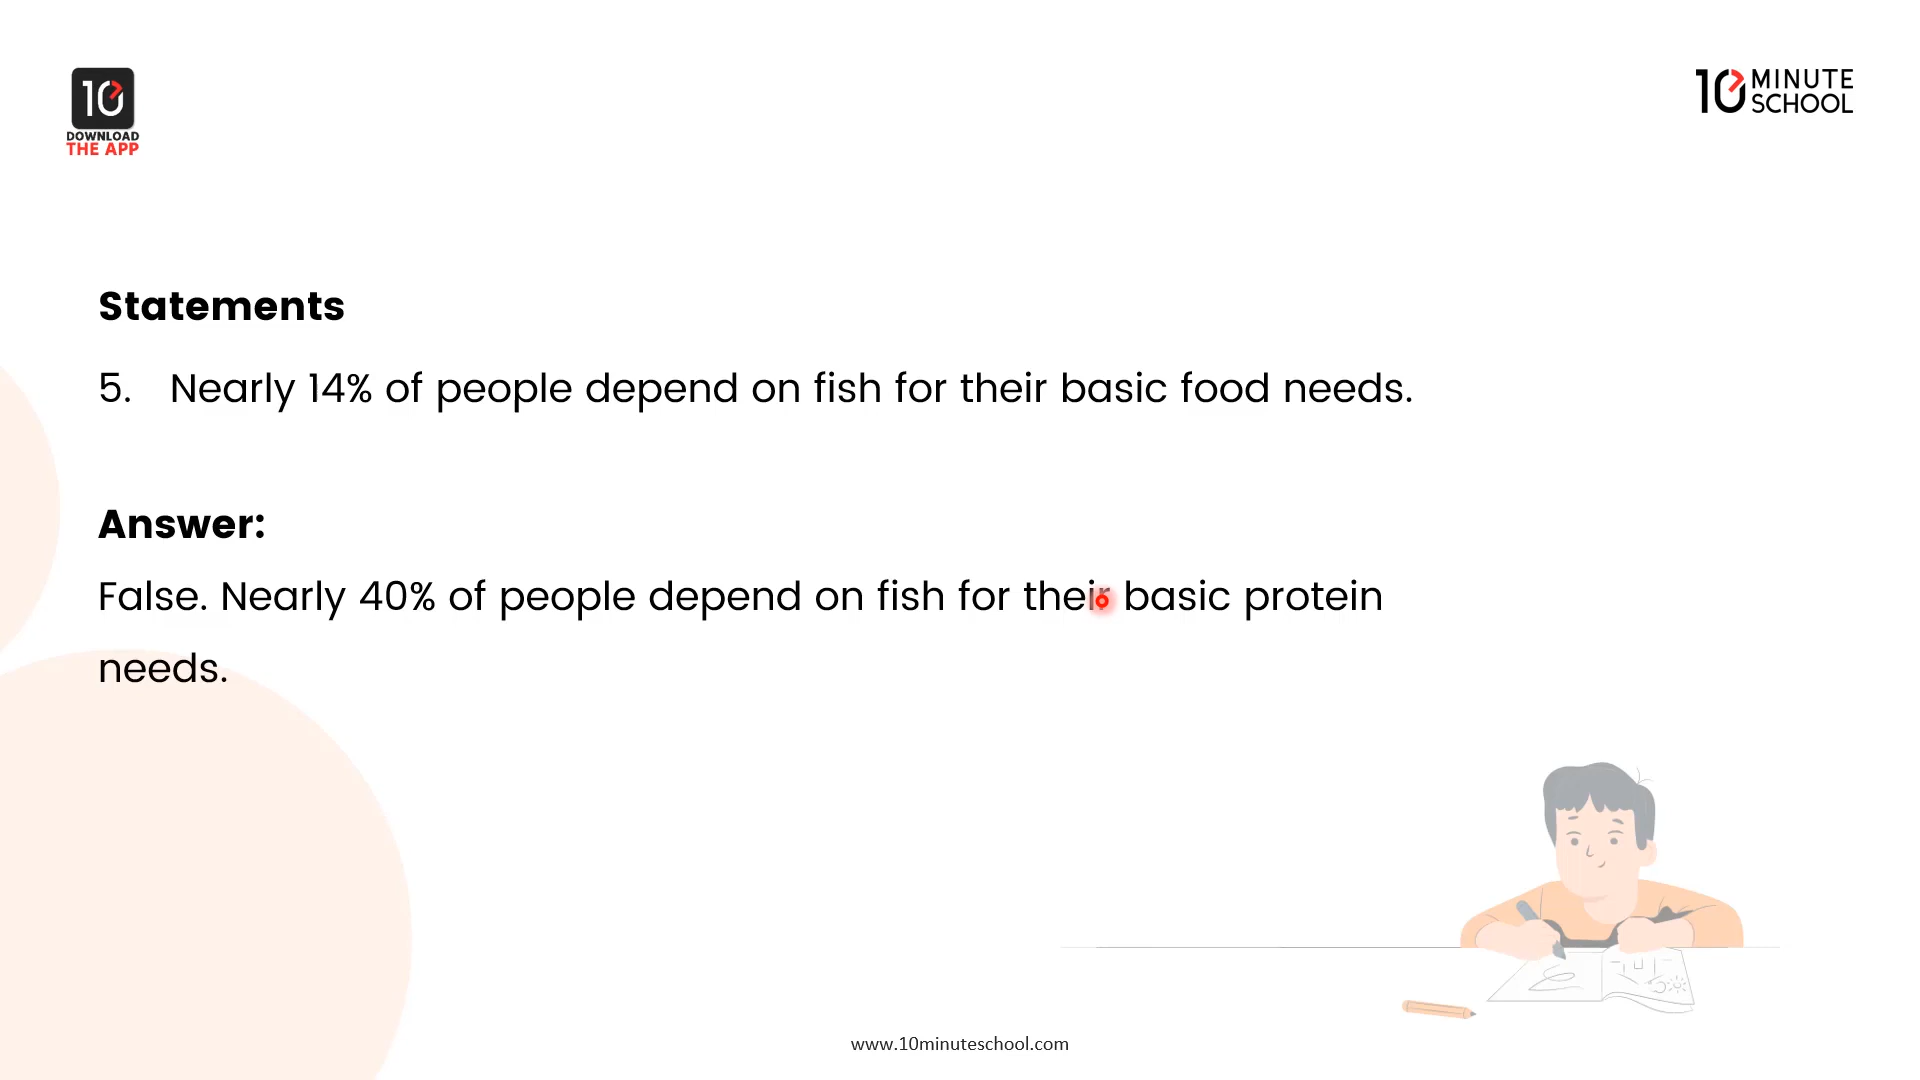 10
DOWNLOAD
THE APP
10 MINUTE
SCHOOL
Statements
5. Nearly 14% of people depend on fish for their basic food needs.
Answer:
False. Nearly 40% of people depend on fish for their basic protein
needs.
www.10minuteschool.com